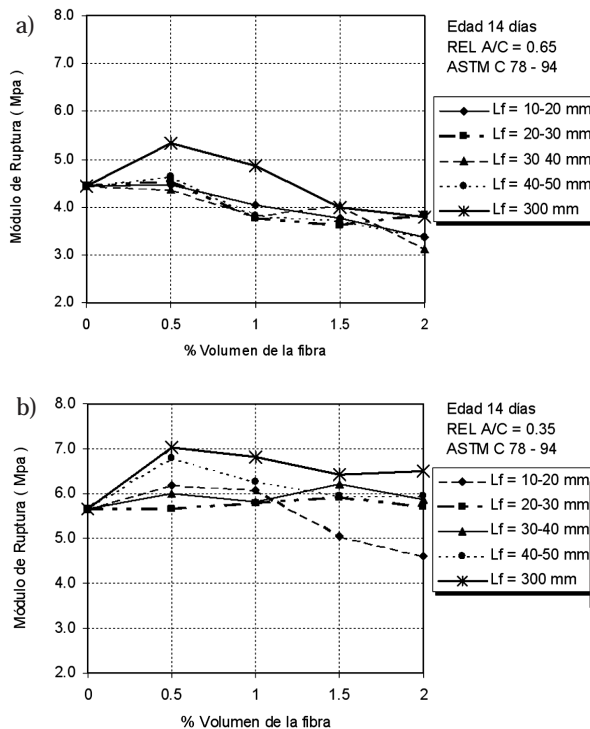 a)
8.0
7.0
6.0
5.0
4.0
3.0
2.0
Módulo de Ruptura ( Mpa )
0
0.5
1
1.5
2
% Volumen de la fibra
Edad 14 días
REL A/C = 0.65
ASTM C 78 - 94
Lf = 10-20 mm
Lf = 20-30 mm
Lf = 30 40 mm
Lf = 40-50 mm
Lf = 300 mm
b)
8.0
7.0
6.0
5.0
4.0
3.0
2.0
Módulo de Ruptura ( Mpa )
0
0.5
1
1.5
2
% Volumen de la fibra
Edad 14 días
REL A/C = 0.35
ASTM C 78 - 94
Lf = 10-20 mm
Lf = 20-30 mm
Lf = 30-40 mm
Lf = 40-50 mm
Lf = 300 mm